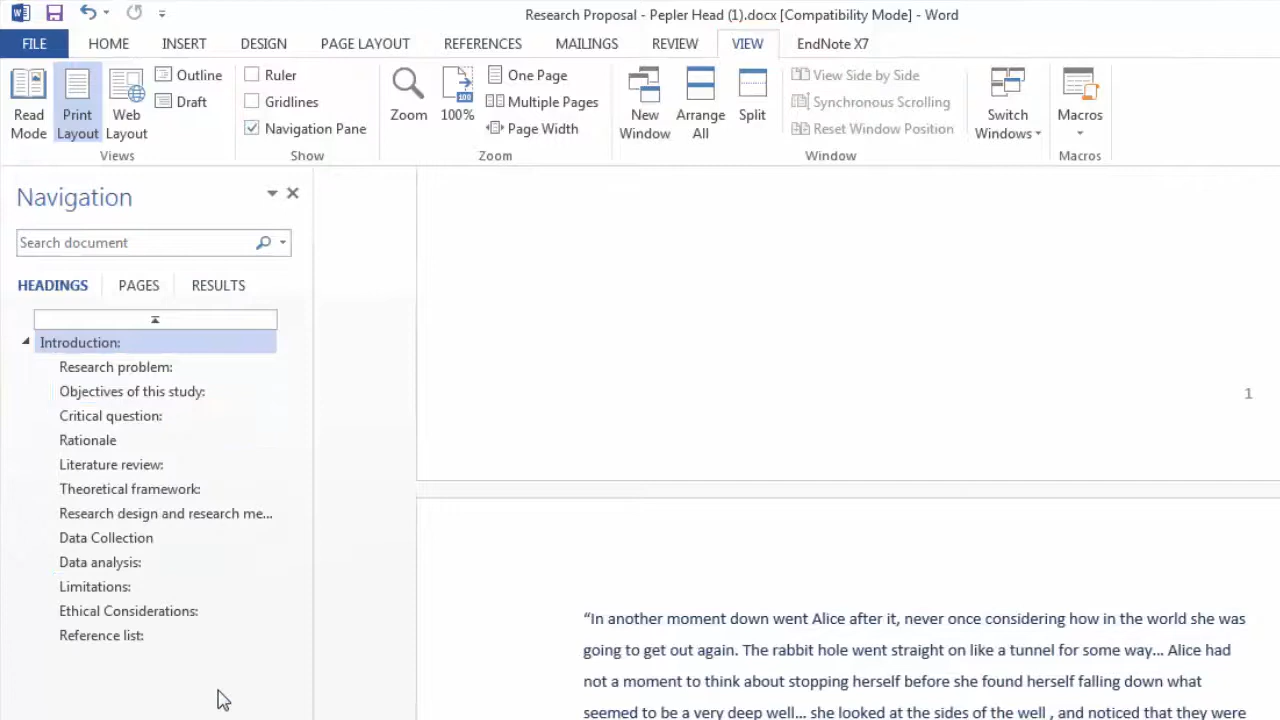 Research Proposal - Pepler Head (1).docx [Compatibility Mode] - Word
FILE HOME INSERT DESIGN PAGE LAYOUT REFERENCES MAILINGS REVIEW VIEW EndNote X7
Read Mode
Print Layout
Web Layout
Outline
Draft
Views
Ruler
Gridlines
Navigation Pane
Show
Zoom
100
100%
One Page
Multiple Pages
Page Width
Zoom
New Window
Arrange All
Split
View Side by Side
Synchronous Scrolling
Reset Window Position
Window
Switch Windows
Macros
Macros
Navigation
Search document
HEADINGS PAGES RESULTS
Introduction:
Research problem:
Objectives of this study:
Critical question:
Rationale
Literature review:
Theoretical framework:
Research design and research me...
Data Collection
Data analysis:
Limitations:
Ethical Considerations:
Reference list:
1
“In another moment down went Alice after it, never once considering how in the world she was
going to get out again. The rabbit hole went straight on like a tunnel for some way... Alice had
not a moment to think about stopping herself before she found herself falling down what
seemed to be a very deep well... she looked at the sides of the well , and noticed that they were